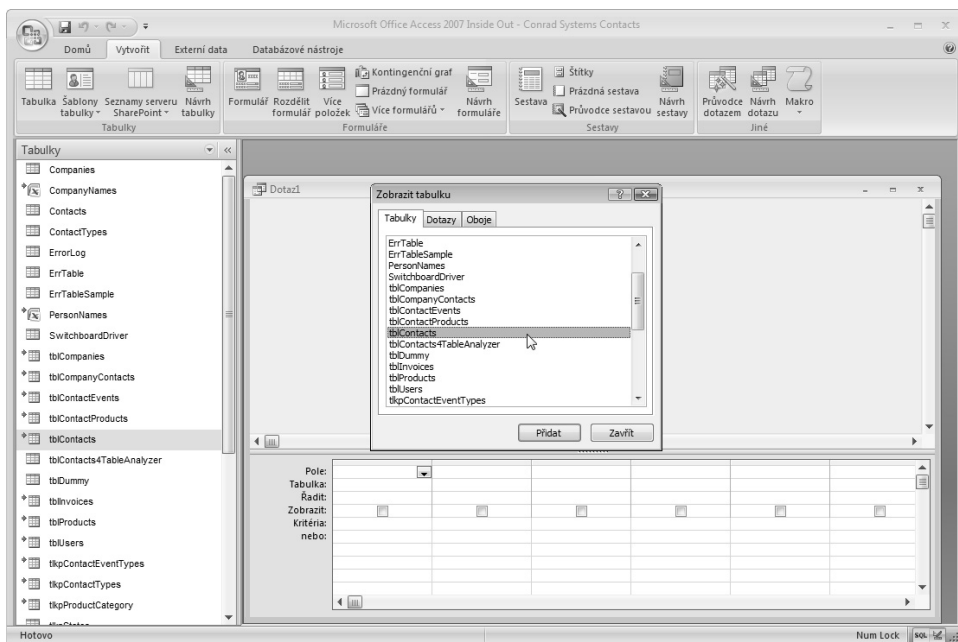 Microsoft Office Access 2007 Inside Out - Conrad Systems Contacts
Domů Vytvořit Externí data Databázové nástroje
Tabulka Šablony tabulky Seznamy serveru SharePoint Návrh tabulky
Tabulky
Formulář Rozdělit formulář Více položek Kontingenční graf Prázdný formulář Více formulářů Návrh formuláře
Formuláře
Sestava Štítky Prázdná sestava Průvodce sestavou Návrh sestavy
Sestavy
Průvodce dotazem Návrh dotazu Makro
Jiné
Tabulky
Companies
CompanyNames
Contacts
ContactTypes
ErrorLog
ErrTable
ErrTableSample
PersonNames
SwitchboardDriver
tblCompanies
tblCompanyContacts
tblContactEvents
tblContactProducts
tblContacts
tblContacts4TableAnalyzer
tblDummy
tblInvoices
tblProducts
tblUsers
tlkpContactEventTypes
tlkpContactTypes
tlkpProductCategory
Dotaz1
Zobrazit tabulku
Tabulky Dotazy Oboje
ErrTable
ErrTableSample
PersonNames
SwitchboardDriver
tblCompanies
tblCompanyContacts
tblContactEvents
tblContactProducts
tblContacts
tblContacts4TableAnalyzer
tblDummy
tblInvoices
tblProducts
tblUsers
tlkpContactEventTypes
Přidat Zavřít
Pole:
Tabulka:
Řadit:
Zobrazit:
Kritéria:
nebo:
Hotovo
Num Lock SQL